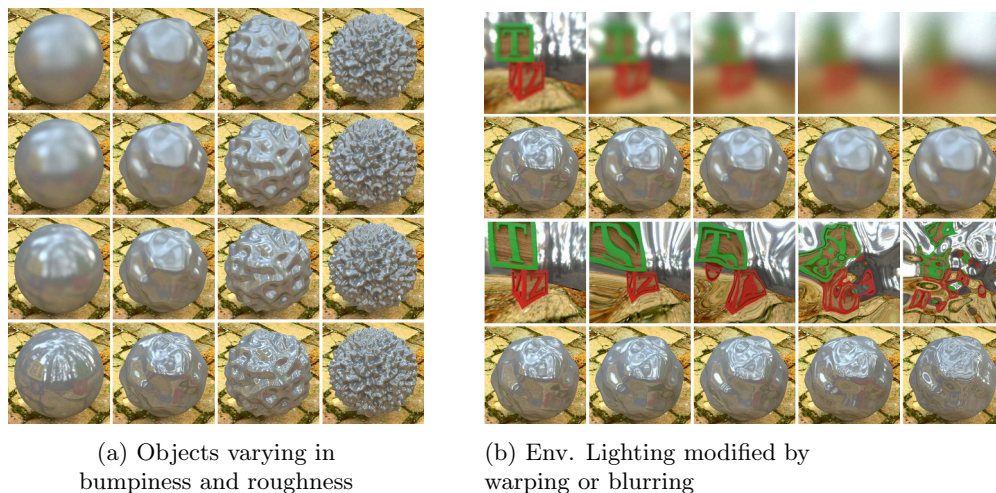 T
Z
T
Z
T
Z
T
(a) Objects varying in
bumpiness and roughness
(b) Env. Lighting modified by
warping or blurring